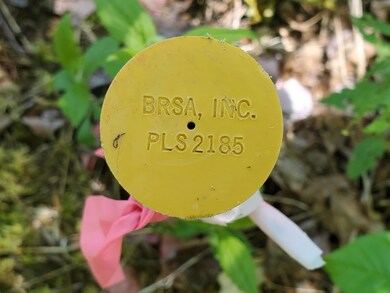 BRSA, INC.
PLS 2185